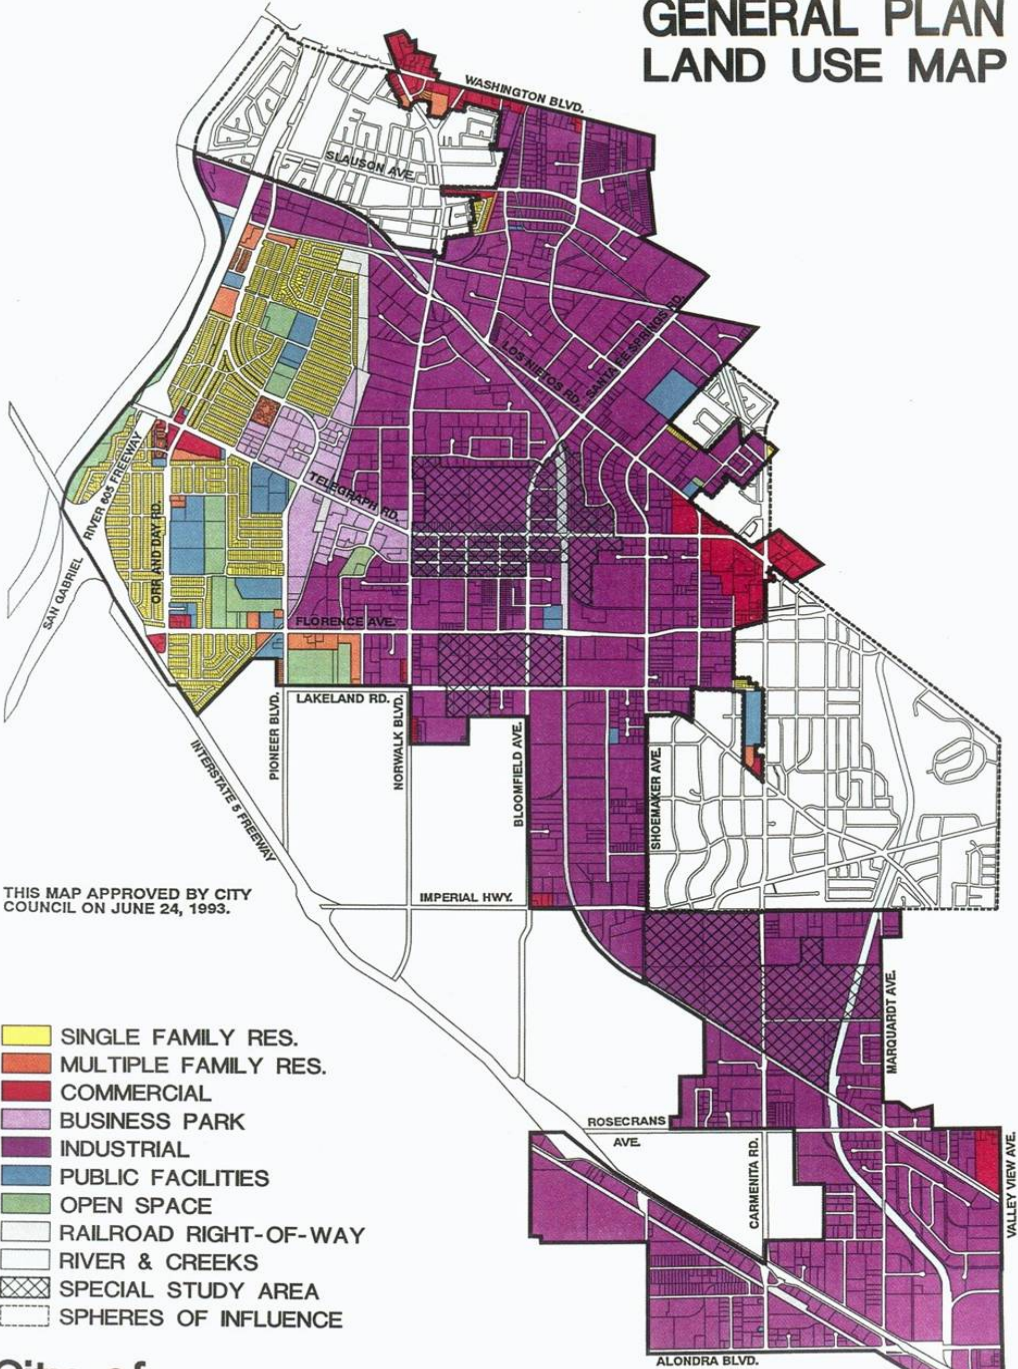 GENERAL PLAN
LAND USE MAP
WASHINGTON BLVD.
SLAUSON AVE.
SANTA FE SPRINGS RD.
LOS NIETOS RD.
TELEGRAPH RD.
RIVER 605 FREEWAY
SAN GABRIEL
ORR AND DAY RD.
FLORENCE AVE.
LAKELAND RD.
PIONEER BLVD.
NORWALK BLVD.
BLOOMFIELD AVE.
SHOEMAKER AVE.
INTERSTATE 5 FREEWAY
IMPERIAL HWY.
THIS MAP APPROVED BY CITY
COUNCIL ON JUNE 24, 1993.
MARQUARDT AVE.
ROSECRANS
AVE.
CARMENITA RD.
VALLEY VIEW AVE.
ALONDRA BLVD.
SINGLE FAMILY RES.
MULTIPLE FAMILY RES.
COMMERCIAL
BUSINESS PARK
INDUSTRIAL
PUBLIC FACILITIES
OPEN SPACE
RAILROAD RIGHT-OF-WAY
RIVER & CREEKS
SPECIAL STUDY AREA
SPHERES OF INFLUENCE
City of